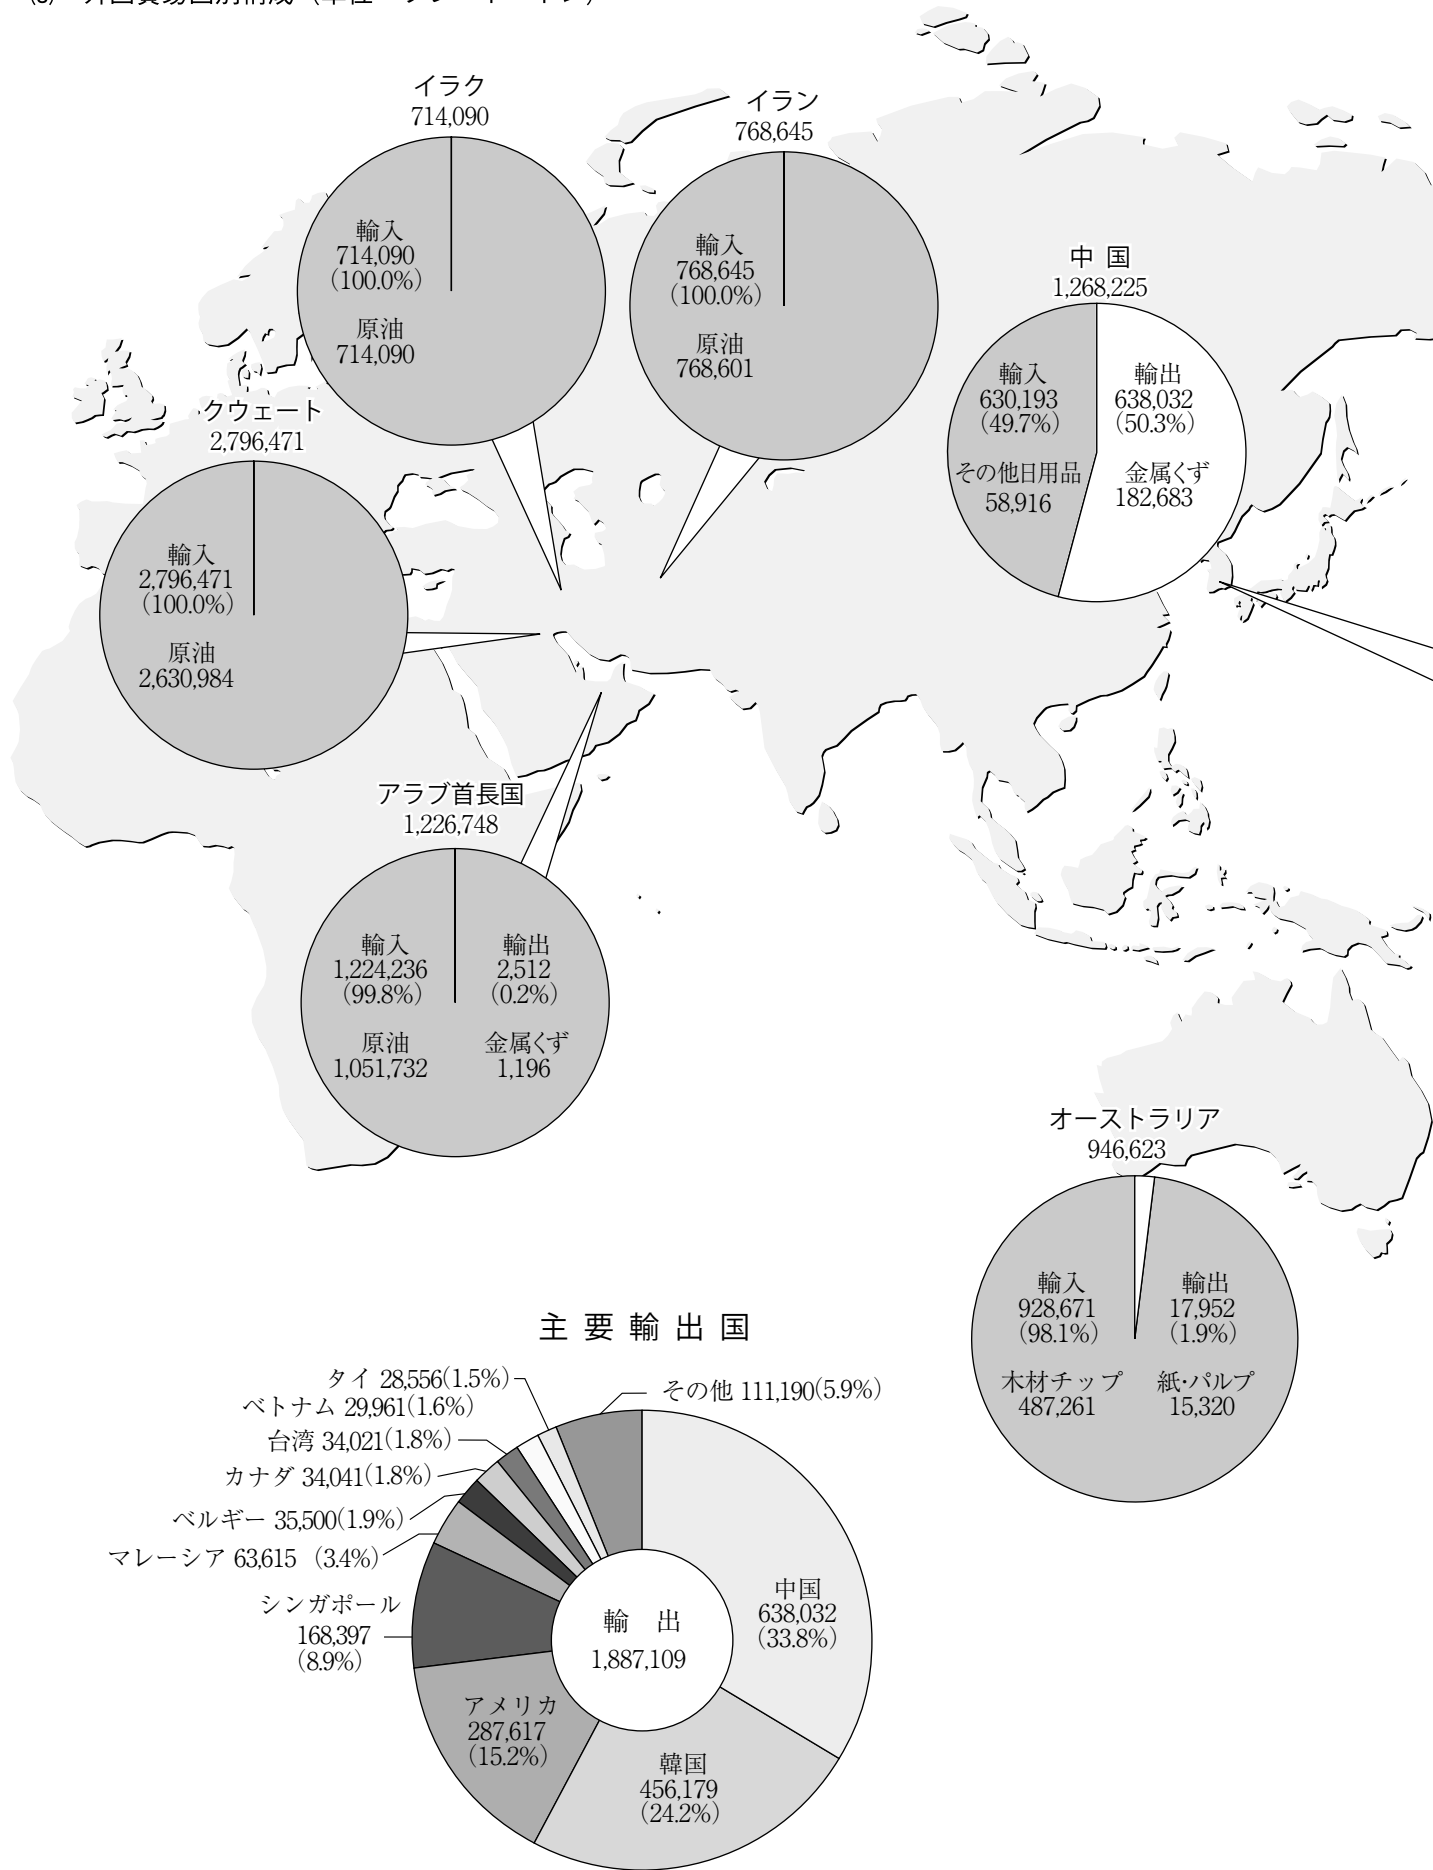 イラク
714,090
輸入
714,090
(100.0%)
原油
714,090
イラン
768,645
輸入
768,645
(100.0%)
原油
768,601
中 国
1,268,225
輸入
630,193
(49.7%)
その他日用品
58,916
輸出
638,032
(50.3%)
金属くず
182,683
クウェート
2,796,471
輸入
2,796,471
(100.0%)
原油
2,630,984
アラブ首長国
1,226,748
輸入
1,224,236
(99.8%)
原油
1,051,732
輸出
2,512
(0.2%)
金属くず
1,196
オーストラリア
946,623
輸入
928,671
(98.1%)
木材チップ
487,261
輸出
17,952
(1.9%)
紙・パルプ
15,320
主 要 輸 出 国
タイ 28,556(1.5%)
ベトナム 29,961(1.6%)
台湾 34,021(1.8%)
カナダ 34,041(1.8%)
ベルギー 35,500(1.9%)
マレーシア 63,615 (3.4%)
シンガポール
168,397
(8.9%)
その他 111,190(5.9%)
中国
638,032
(33.8%)
輸 出
1,887,109
アメリカ
287,617
(15.2%)
韓国
456,179
(24.2%)